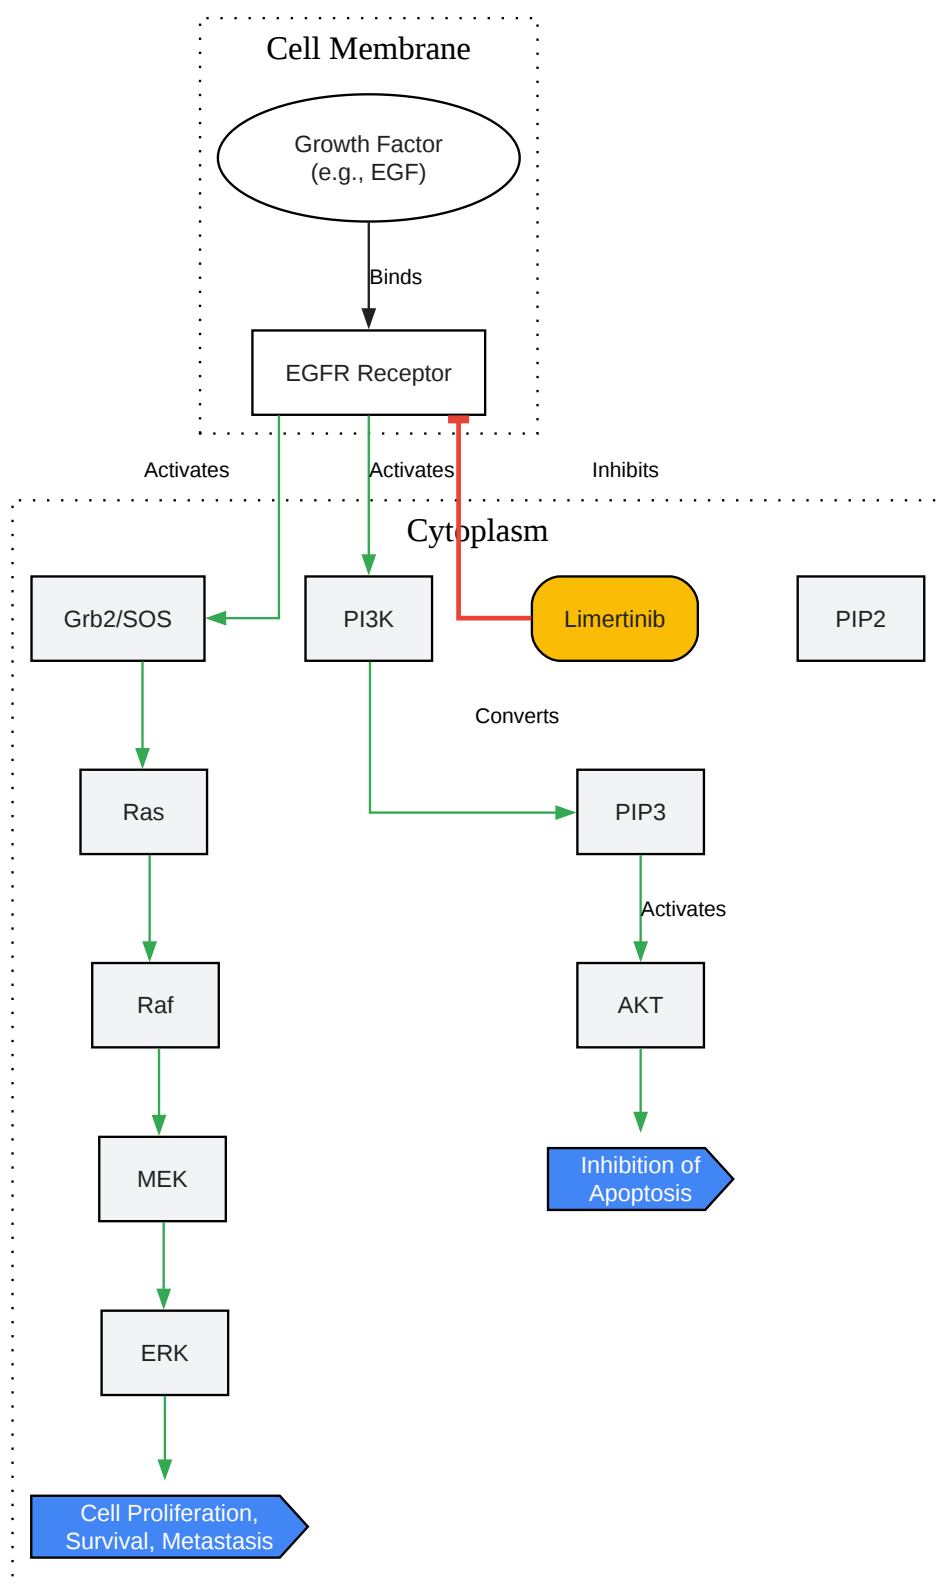 Cell Membrane
Growth Factor
(e.g., EGF)
Binds
EGFR Receptor
Activates
Activates
Inhibits
Cytoplasm
Grb2/SOS
PI3K
Limertinib
PIP2
Converts
Ras
PIP3
Activates
Raf
AKT
MEK
Inhibition of
Apoptosis
ERK
Cell Proliferation,
Survival, Metastasis